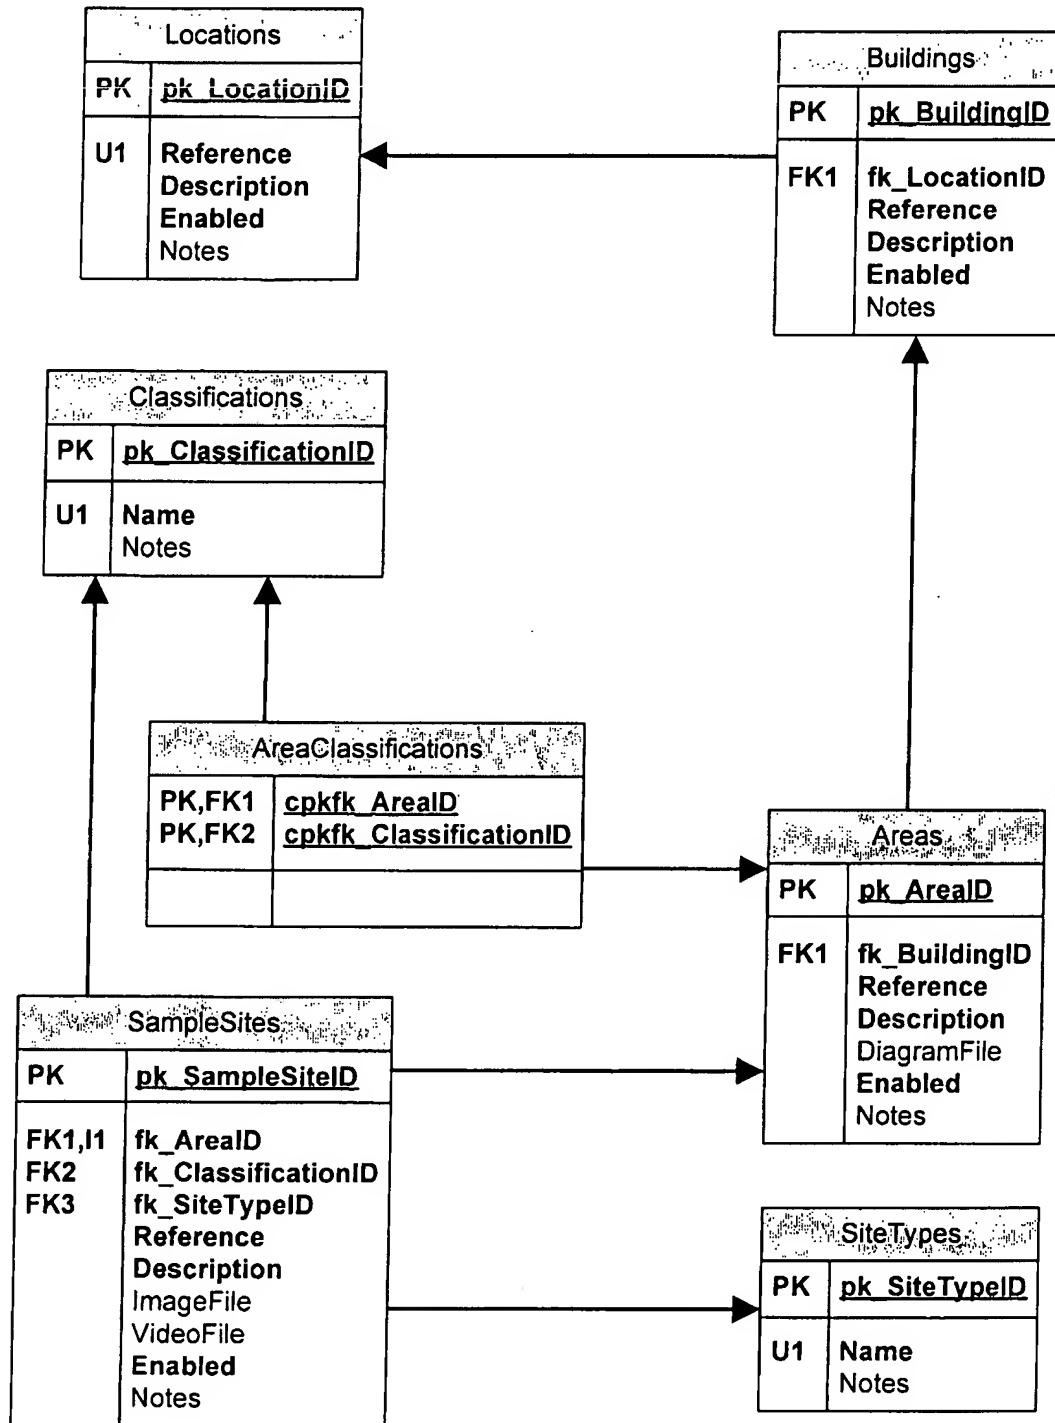 Locations
PK pk_LocationID
U1 Reference
Description
Enabled
Notes
Buildings
PK pk_BuildingID
FK1 fk_LocationID
Reference
Description
Enabled
Notes
Classifications
PK pk_ClassificationID
U1 Name
Notes
AreaClassifications
PK,FK1 cpkfk_AreaID
PK,FK2 cpkfk_ClassificationID
Areas
PK pk_AreaID
FK1 fk_BuildingID
Reference
Description
DiagramFile
Enabled
Notes
SampleSites
PK pk_SampleSiteID
FK1,I1 fk_AreaID
FK2 fk_ClassificationID
FK3 fk_SiteTypeID
Reference
Description
ImageFile
VideoFile
Enabled
Notes
SiteTypes
PK pk_SiteTypeID
U1 Name
Notes